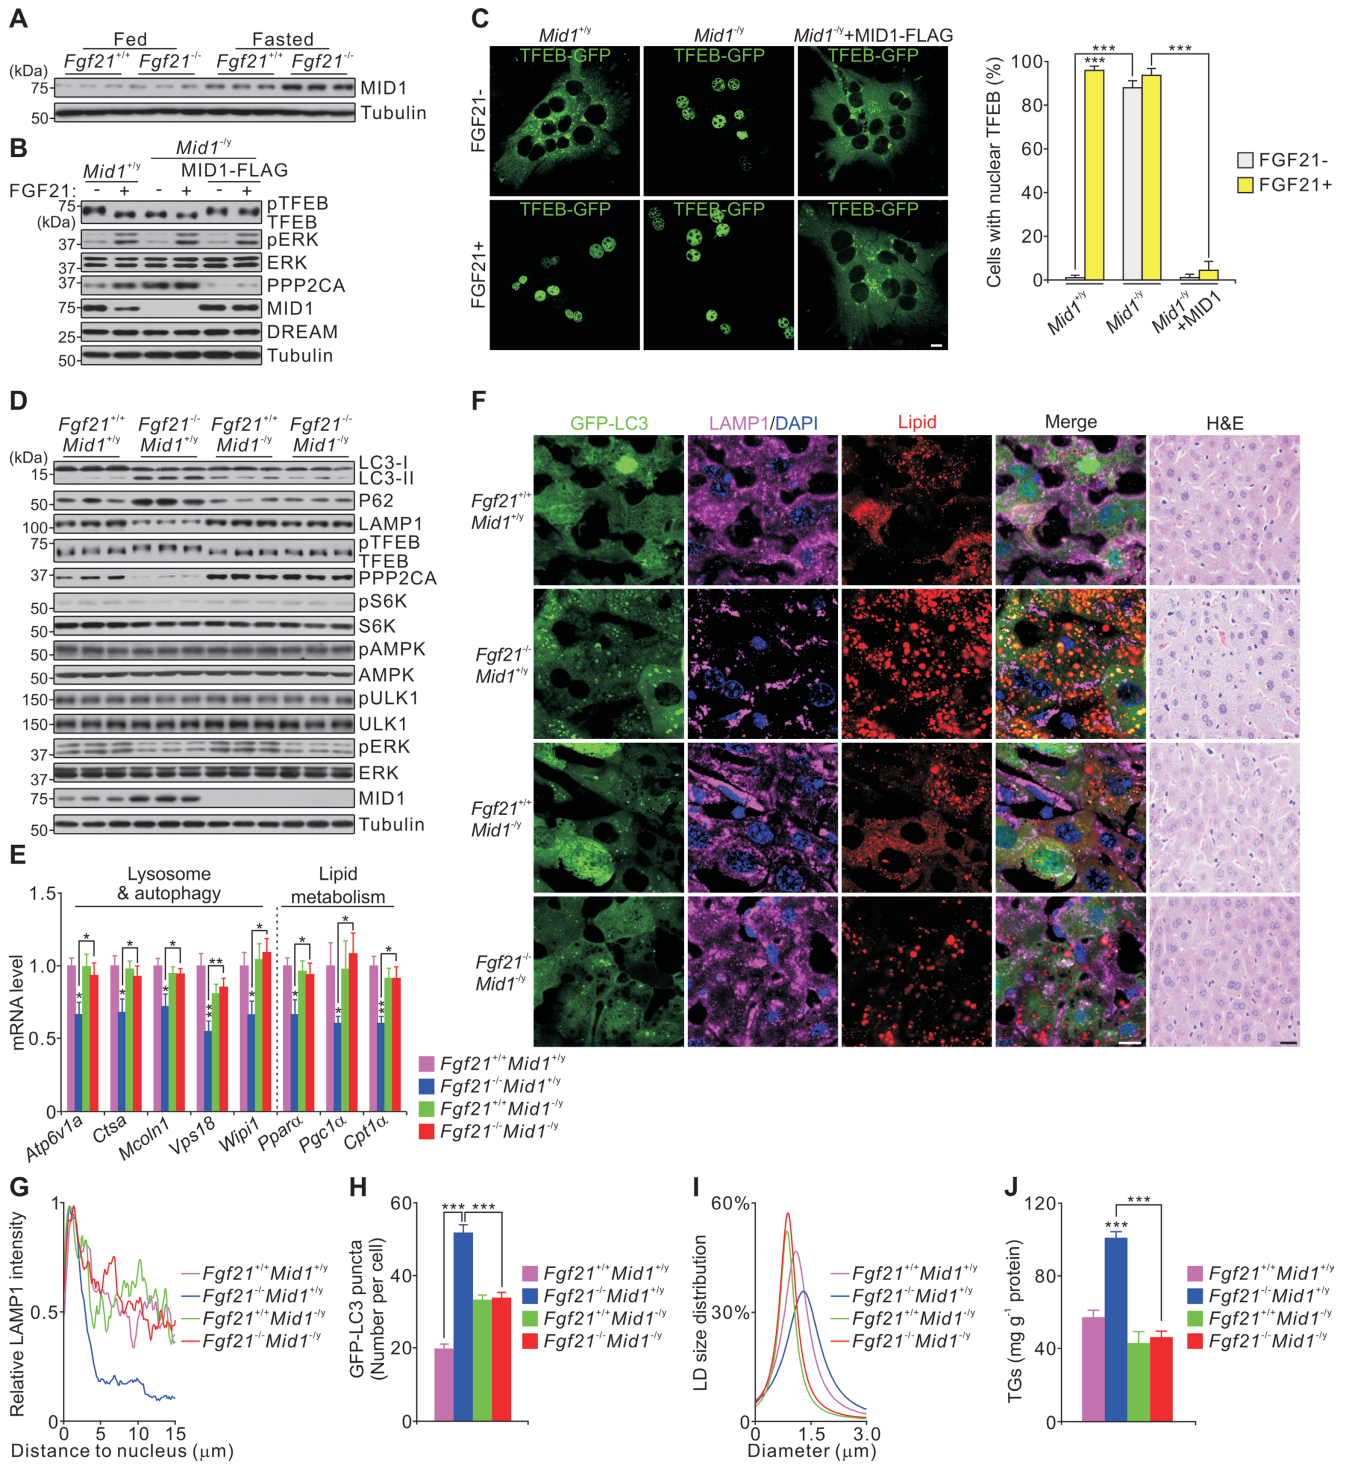 A
Fed Fasted
Fgf21+/+ Fgf21-/- Fgf21+/+ Fgf21-/-
(kDa)
75 MID1
50 Tubulin
B
Mid1-/y
Mid1+/y MID1-FLAG
FGF21: - + - + - +
75 pTFEB
(kDa) TFEB
37 pERK
37 ERK
37 PPP2CA
75 MID1
25 DREAM
50 Tubulin
C
Mid1+/y Mid1-/y Mid1-/y+MID1-FLAG
FGF21-
TFEB-GFP TFEB-GFP TFEB-GFP
FGF21+
TFEB-GFP TFEB-GFP TFEB-GFP
Cells with nuclear TFEB (%)
100
80
60
40
20
0
*** *** ***
Mid1+/y Mid1-/y Mid1-/y +MID1
FGF21-
FGF21+
D
Fgf21+/+ Fgf21-/- Fgf21+/+ Fgf21-/-
Mid1+/y Mid1+/y Mid1-/y Mid1-/y
(kDa)
LC3-I
15 LC3-II
50 P62
100 LAMP1
75 pTFEB
TFEB
37 PPP2CA
50 pS6K
50 S6K
50 pAMPK
50 AMPK
150 pULK1
150 ULK1
37 pERK
37 ERK
75 MID1
50 Tubulin
E
Lysosome & autophagy
Lipid metabolism
mRNA level
1.5
1.0
0.5
0
* * * * * * ** ** * * * * * * ** *
Atp6v1a Ctsa Mcoln1 Vps18 Wipi1 Pparα Pgc1α Cpt1α
Fgf21+/+Mid1+/y
Fgf21-/-Mid1+/y
Fgf21+/+Mid1-/y
Fgf21-/-Mid1-/y
F
GFP-LC3 LAMP1/DAPI Lipid Merge H&E
Fgf21+/+
Mid1+/y
Fgf21-/-
Mid1+/y
Fgf21+/+
Mid1-/y
Fgf21-/-
Mid1-/y
G
Relative LAMP1 intensity
1
0.5
0
0 5 10 15
Distance to nucleus (μm)
Fgf21+/+Mid1+/y
Fgf21-/-Mid1+/y
Fgf21+/+Mid1-/y
Fgf21-/-Mid1-/y
H
GFP-LC3 puncta
(Number per cell)
60
40
20
0
*** ***
Fgf21+/+Mid1+/y
Fgf21-/-Mid1+/y
Fgf21+/+Mid1-/y
Fgf21-/-Mid1-/y
I
LD size distribution
60%
30%
0
0 1.5 3.0
Diameter (μm)
Fgf21+/+Mid1+/y
Fgf21-/-Mid1+/y
Fgf21+/+Mid1-/y
Fgf21-/-Mid1-/y
J
TGs (mg g-1 protein)
120
80
40
0
*** ***
Fgf21+/+Mid1+/y
Fgf21-/-Mid1+/y
Fgf21+/+Mid1-/y
Fgf21-/-Mid1-/y